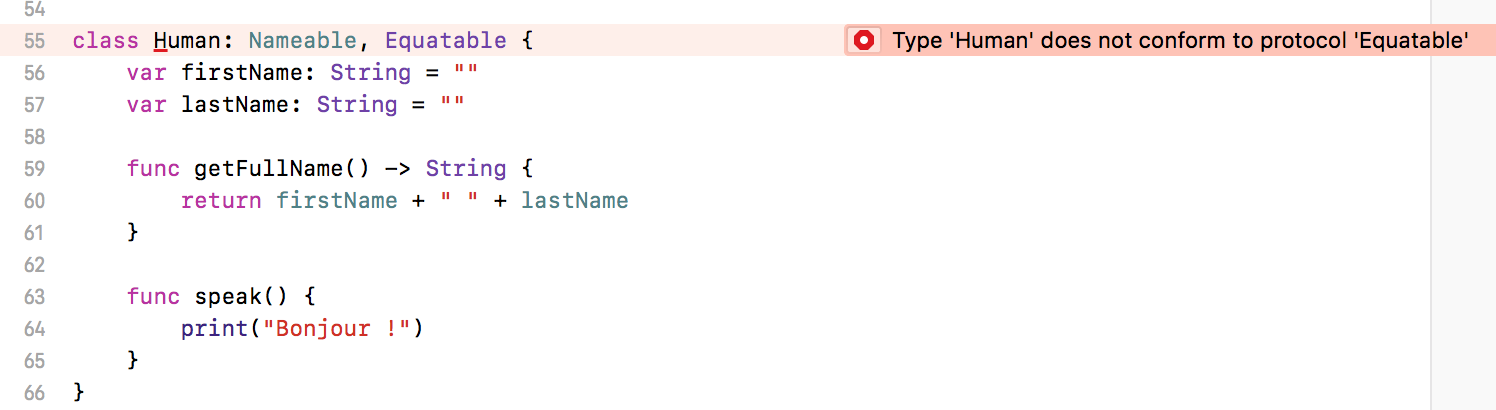 54
55 class Human: Nameable, Equatable { Type 'Human' does not conform to protocol 'Equatable'
56     var firstName: String = ""
57     var lastName: String = ""
58
59     func getFullName() -> String {
60         return firstName + " " + lastName
61     }
62
63     func speak() {
64         print("Bonjour !")
65     }
66 }